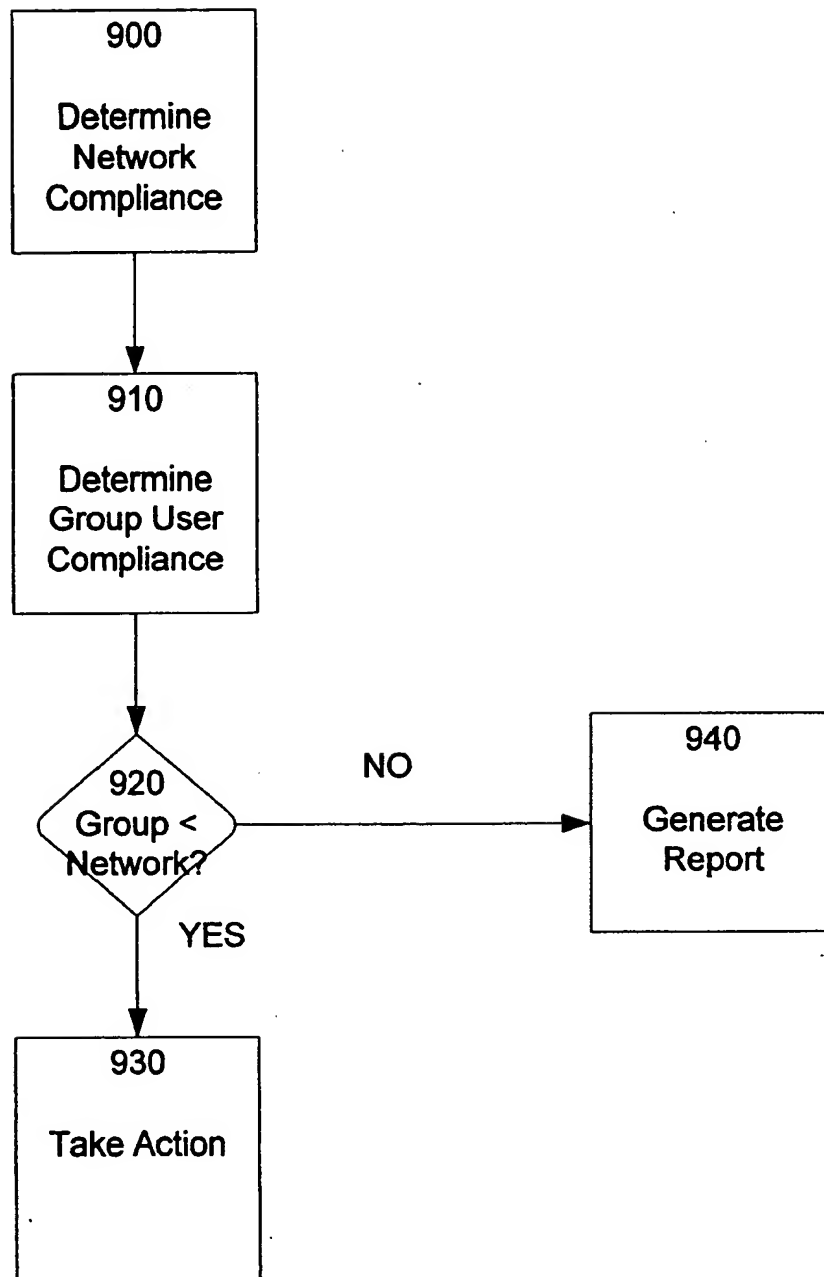 900
Determine
Network
Compliance
910
Determine
Group User
Compliance
920
Group <
Network?
NO
YES
940
Generate
Report
930
Take Action